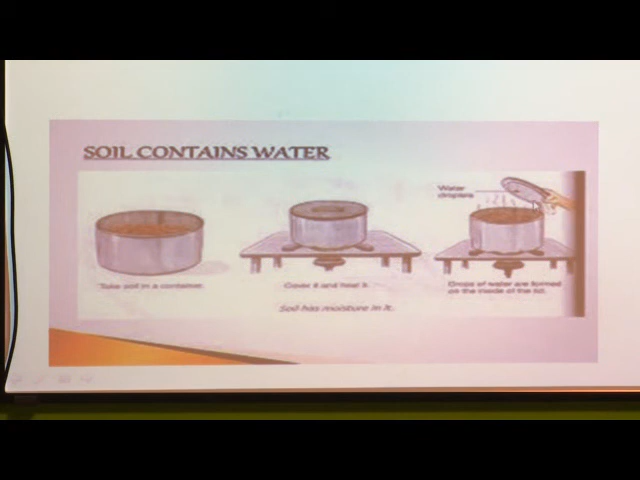 SOIL CONTAINS WATER
Water
droplets
Take soil in a container.
Cover it and heat it.
Drops of water are formed
on the inside of the lid.
Soil has moisture in it.